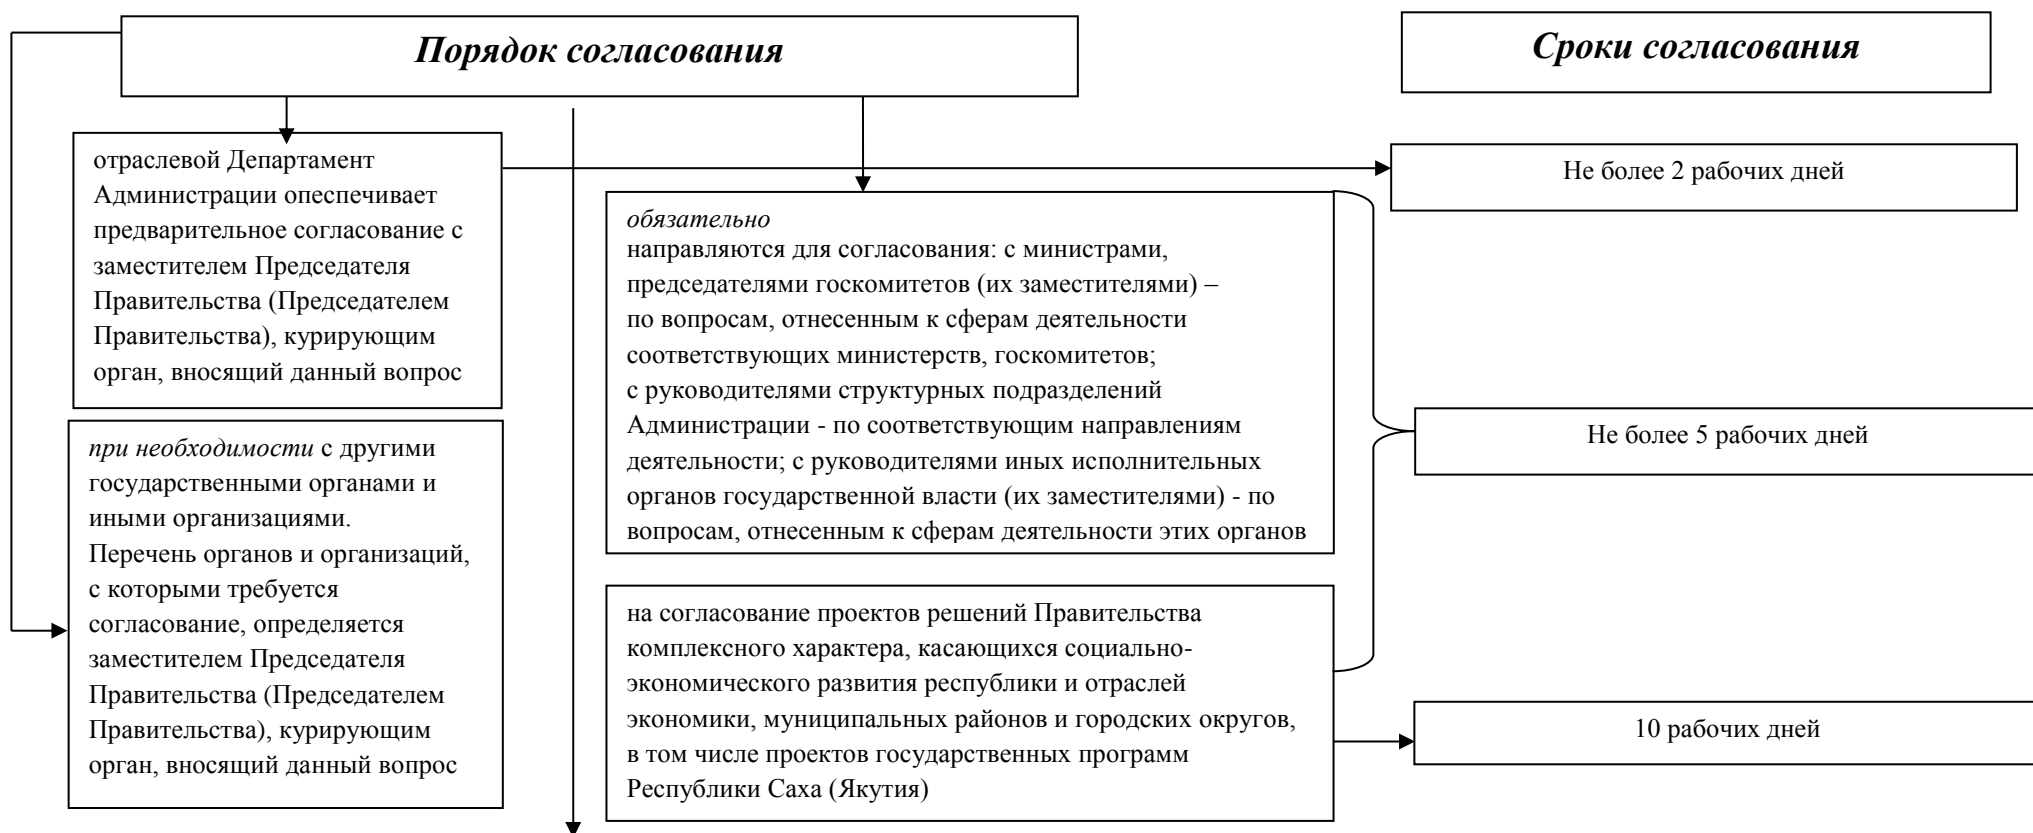 Порядок согласования
Сроки согласования
отраслевой Департамент
Администрации опеспечивает
предварительное согласование с
заместителем Председателя
Правительства (Председателем
Правительства), курирующим
орган, вносящий данный вопрос
Не более 2 рабочих дней
обязательно
направляются для согласования: с министрами,
председателями госкомитетов (их заместителями) –
по вопросам, отнесенным к сферам деятельности
соответствующих министерств, госкомитетов;
с руководителями структурных подразделений
Администрации - по соответствующим направлениям
деятельности; с руководителями иных исполнительных
органов государственной власти (их заместителями) - по
вопросам, отнесенным к сферам деятельности этих органов
Не более 5 рабочих дней
при необходимости с другими
государственными органами и
иными организациями.
Перечень органов и организаций,
с которыми требуется
согласование, определяется
заместителем Председателя
Правительства (Председателем
Правительства), курирующим
орган, вносящий данный вопрос
на согласование проектов решений Правительства
комплексного характера, касающихся социально-
экономического развития республики и отраслей
экономики, муниципальных районов и городских округов,
в том числе проектов государственных программ
Республики Саха (Якутия)
10 рабочих дней